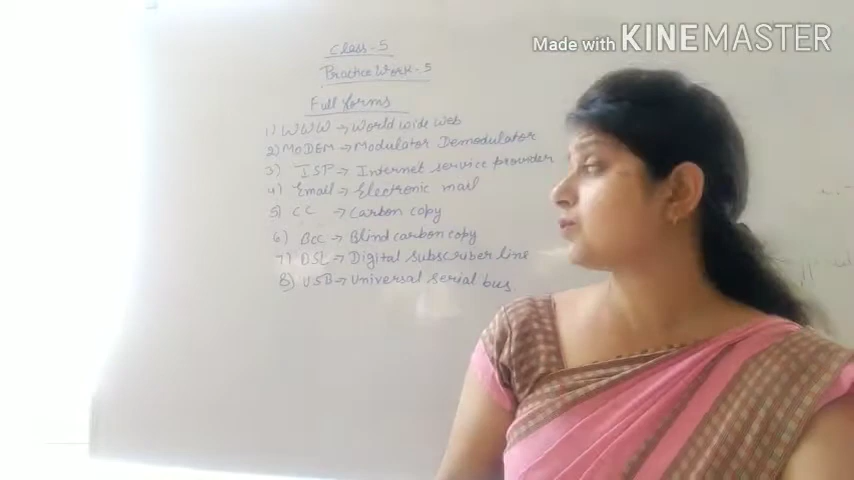 Made with KINEMASTER
Class-5
Practice Work-5
Full forms
1) WWW → World wide web
2) MODEM → Modulator Demodulator
3) ISP → Internet service provider
4) Email → Electronic mail
5) CC → Carbon copy
6) BCC → Blind carbon copy
7) DSL → Digital subscriber line
8) USB → Universal serial bus